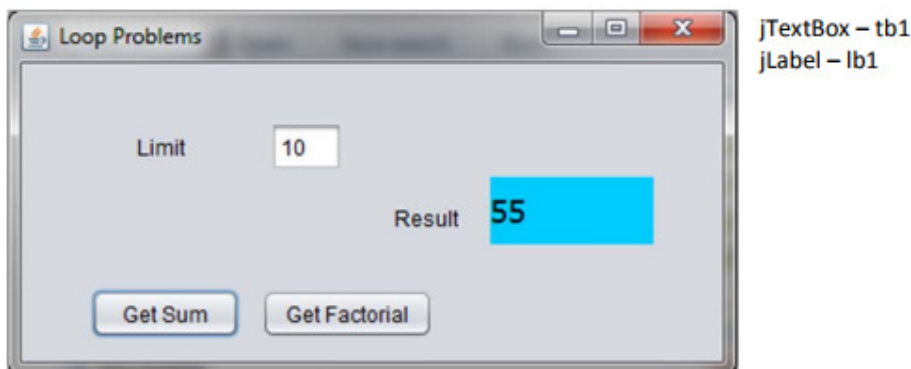 Loop Problems
jTextBox – tb1
jLabel – lb1
Limit 10
Result 55
Get Sum Get Factorial